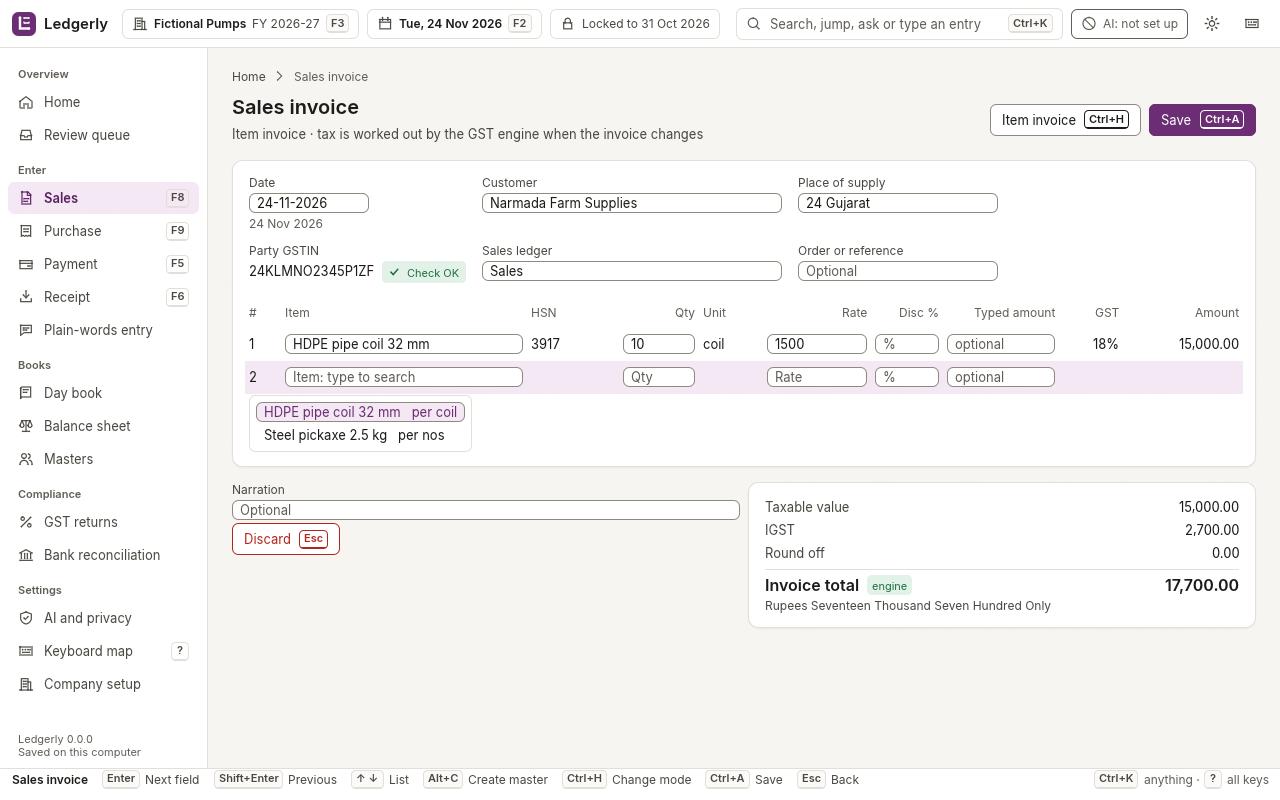 Ledgerly
Fictional Pumps FY 2026-27 F3
Tue, 24 Nov 2026 F2
Locked to 31 Oct 2026
Search, jump, ask or type an entry Ctrl+K
AI: not set up
Overview
Home
Review queue
Enter
Sales F8
Purchase F9
Payment F5
Receipt F6
Plain-words entry
Books
Day book
Balance sheet
Masters
Compliance
GST returns
Bank reconciliation
Settings
AI and privacy
Keyboard map ?
Company setup
Ledgerly 0.0.0
Saved on this computer
Home Sales invoice
Sales invoice
Item invoice · tax is worked out by the GST engine when the invoice changes
Item invoice Ctrl+H
Save Ctrl+A
Date Customer Place of supply
24-11-2026 Narmada Farm Supplies 24 Gujarat
24 Nov 2026
Party GSTIN Sales ledger Order or reference
24KLMNO2345P1ZF Check OK Sales Optional
# Item HSN Qty Unit Rate Disc % Typed amount GST Amount
1 HDPE pipe coil 32 mm 3917 10 coil 1500 % optional 18% 15,000.00
2 Item: type to search Qty Rate % optional
HDPE pipe coil 32 mm per coil
Steel pickaxe 2.5 kg per nos
Narration
Optional
Discard Esc
Taxable value 15,000.00
IGST 2,700.00
Round off 0.00
Invoice total engine 17,700.00
Rupees Seventeen Thousand Seven Hundred Only
Sales invoice Enter Next field Shift+Enter Previous ↑ ↓ List Alt+C Create master Ctrl+H Change mode Ctrl+A Save Esc Back Ctrl+K anything · ? all keys